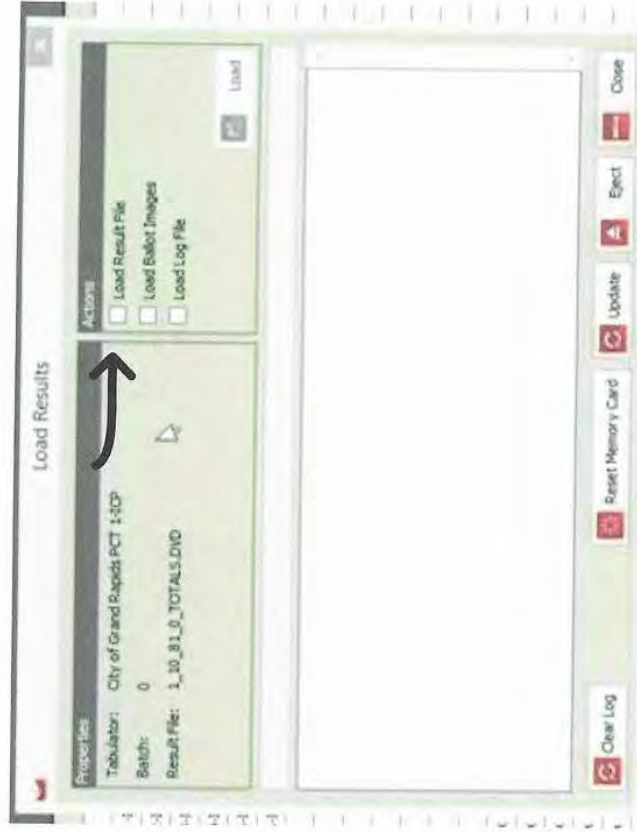 Load Results
Properties
Tabulator: City of Grand Rapids PCT 1-ICP
Batch: 0
Result File: 1_10_81_0_TOTALS.DVD
Actions
Load Result File
Load Ballot Images
Load Log File
Load
Clear Log
Reset Memory Card
Update
Eject
Close